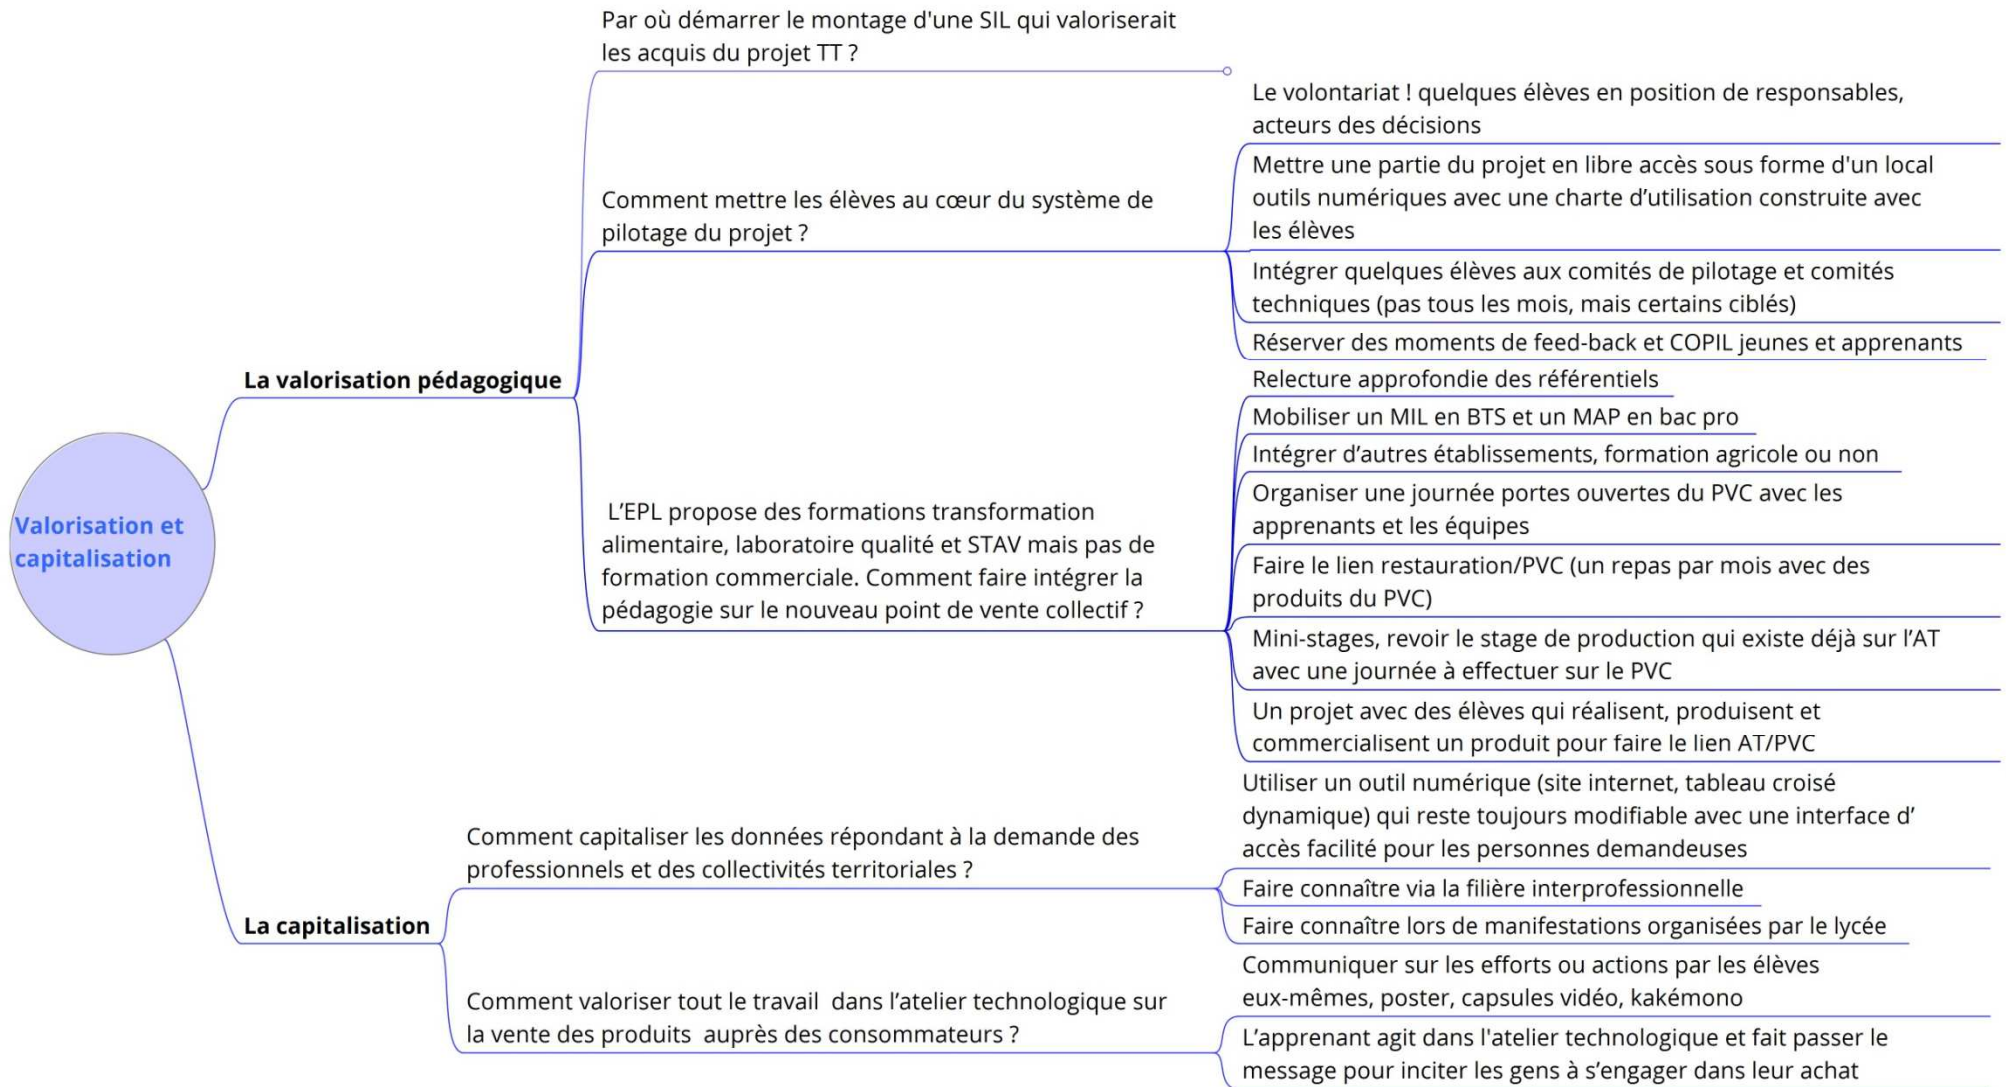 Valorisation et
capitalisation
La valorisation pédagogique
Par où démarrer le montage d'une SIL qui valoriserait
les acquis du projet TT ?
Comment mettre les élèves au cœur du système de
pilotage du projet ?
Le volontariat ! quelques élèves en position de responsables,
acteurs des décisions
Mettre une partie du projet en libre accès sous forme d'un local
outils numériques avec une charte d’utilisation construite avec
les élèves
Intégrer quelques élèves aux comités de pilotage et comités
techniques (pas tous les mois, mais certains ciblés)
Réserver des moments de feed-back et COPIL jeunes et apprenants
L’EPL propose des formations transformation
alimentaire, laboratoire qualité et STAV mais pas de
formation commerciale. Comment faire intégrer la
pédagogie sur le nouveau point de vente collectif ?
Relecture approfondie des référentiels
Mobiliser un MIL en BTS et un MAP en bac pro
Intégrer d’autres établissements, formation agricole ou non
Organiser une journée portes ouvertes du PVC avec les
apprenants et les équipes
Faire le lien restauration/PVC (un repas par mois avec des
produits du PVC)
Mini-stages, revoir le stage de production qui existe déjà sur l’AT
avec une journée à effectuer sur le PVC
Un projet avec des élèves qui réalisent, produisent et
commercialisent un produit pour faire le lien AT/PVC
La capitalisation
Comment capitaliser les données répondant à la demande des
professionnels et des collectivités territoriales ?
Utiliser un outil numérique (site internet, tableau croisé
dynamique) qui reste toujours modifiable avec une interface d’
accès facilité pour les personnes demandeuses
Faire connaître via la filière interprofessionnelle
Faire connaître lors de manifestations organisées par le lycée
Comment valoriser tout le travail  dans l’atelier technologique sur
la vente des produits  auprès des consommateurs ?
Communiquer sur les efforts ou actions par les élèves
eux-mêmes, poster, capsules vidéo, kakémono
L’apprenant agit dans l'atelier technologique et fait passer le
message pour inciter les gens à s’engager dans leur achat